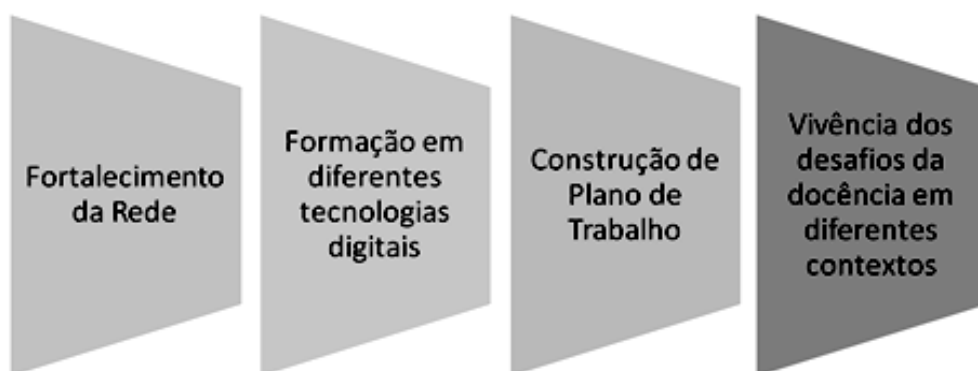 Fortalecimento
da Rede
Formação em
diferentes
tecnologias
digitais
Construção de
Plano de
Trabalho
Vivência dos
desafios da
docência em
diferentes
contextos